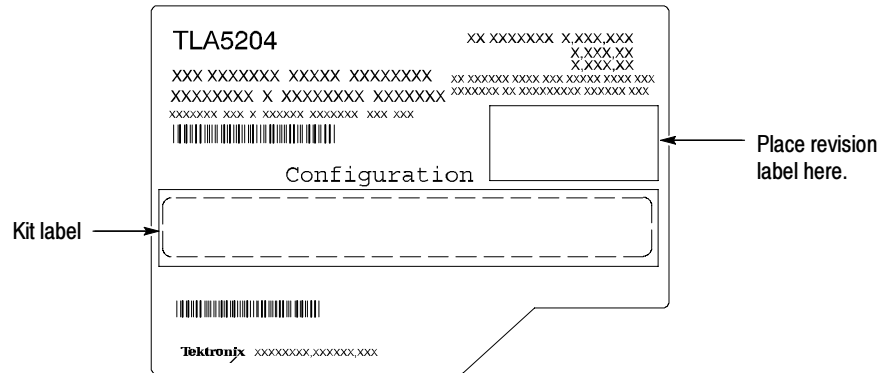 TLA5204
XX XXXXXXX X,XXX,XXX
X,XXX,XX
X,XXX,XX
XXX XXXXXXX XXXXX XXXXXXXX
XXXXXXXX X XXXXXXXX XXXXXXX
XX XXXXXX XXXX XXX XXXXX XXXX XXX
XXXXXXX XX XXXXXXXXX XXXXXX XXX
XXXXXXX XXX X XXXXXX XXXXXXX XXX XXX
Place revision
label here.
Configuration
Kit label
Tektronix XXXXXXXX,XXXXXX,XXX